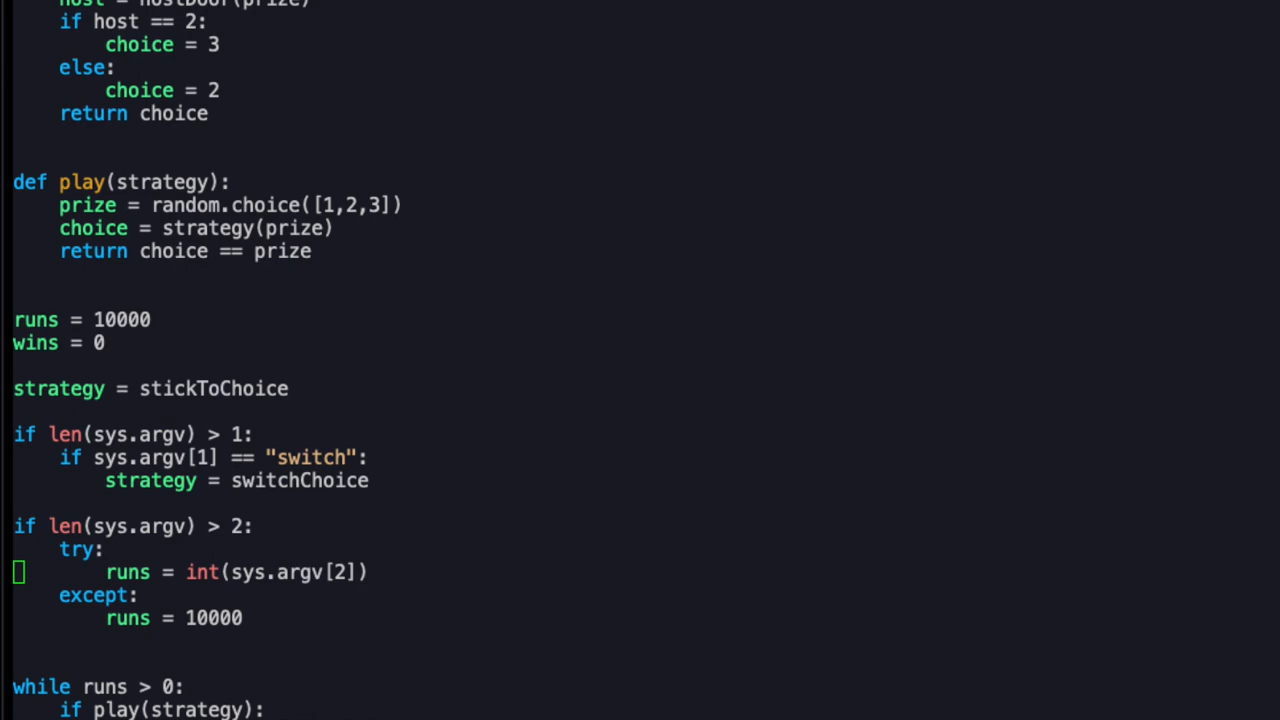 host = hostDoor(prize)
if host == 2:
choice = 3
else:
choice = 2
return choice
def play(strategy):
prize = random.choice([1,2,3])
choice = strategy(prize)
return choice == prize
runs = 10000
wins = 0
strategy = stickToChoice
if len(sys.argv) > 1:
if sys.argv[1] == "switch":
strategy = switchChoice
if len(sys.argv) > 2:
try:
runs = int(sys.argv[2])
except:
runs = 10000
while runs > 0:
if play(strategy):